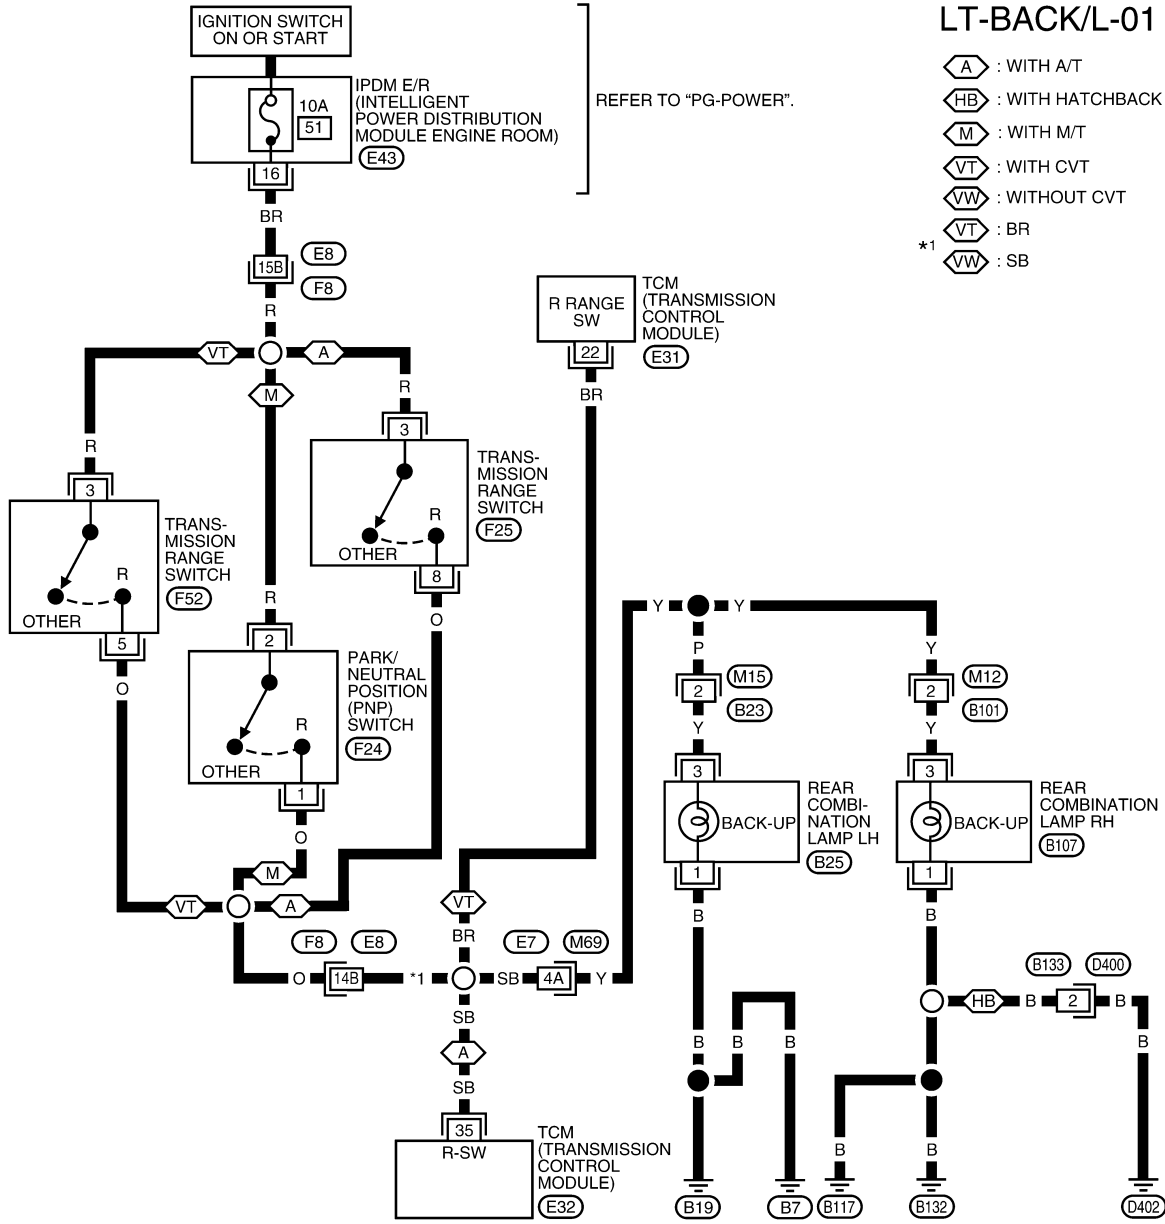 LT-BACK/L-01
IGNITION SWITCH
ON OR START
IPDM E/R
(INTELLIGENT
POWER DISTRIBUTION
MODULE ENGINE ROOM)
E43
10A
51
16
REFER TO “PG-POWER”.
A : WITH A/T
HB : WITH HATCHBACK
M : WITH M/T
VT : WITH CVT
VW : WITHOUT CVT
*1
VT : BR
VW : SB
BR
15B
E8
F8
R
VT
A
M
R RANGE
SW
22
TCM
(TRANSMISSION
CONTROL
MODULE)
E31
BR
R
3
OTHER
R
8
TRANS-
MISSION
RANGE
SWITCH
F25
O
R
3
OTHER
R
5
TRANS-
MISSION
RANGE
SWITCH
F52
O
R
2
OTHER
R
1
PARK/
NEUTRAL
POSITION
(PNP)
SWITCH
F24
O
M
VT
A
VT
BR
F8
E8
O
14B
*1
SB
E7
M69
4A
Y
SB
A
SB
35
R-SW
TCM
(TRANSMISSION
CONTROL
MODULE)
E32
Y
Y
P
2
M15
B23
Y
3
BACK-UP
1
REAR
COMBI-
NATION
LAMP LH
B25
B
Y
2
M12
B101
Y
3
BACK-UP
1
REAR
COMBINATION
LAMP RH
B107
B
B133
D400
HB
B
2
B
B
B
B
B
B
B
B19
B7
B117
B132
D402